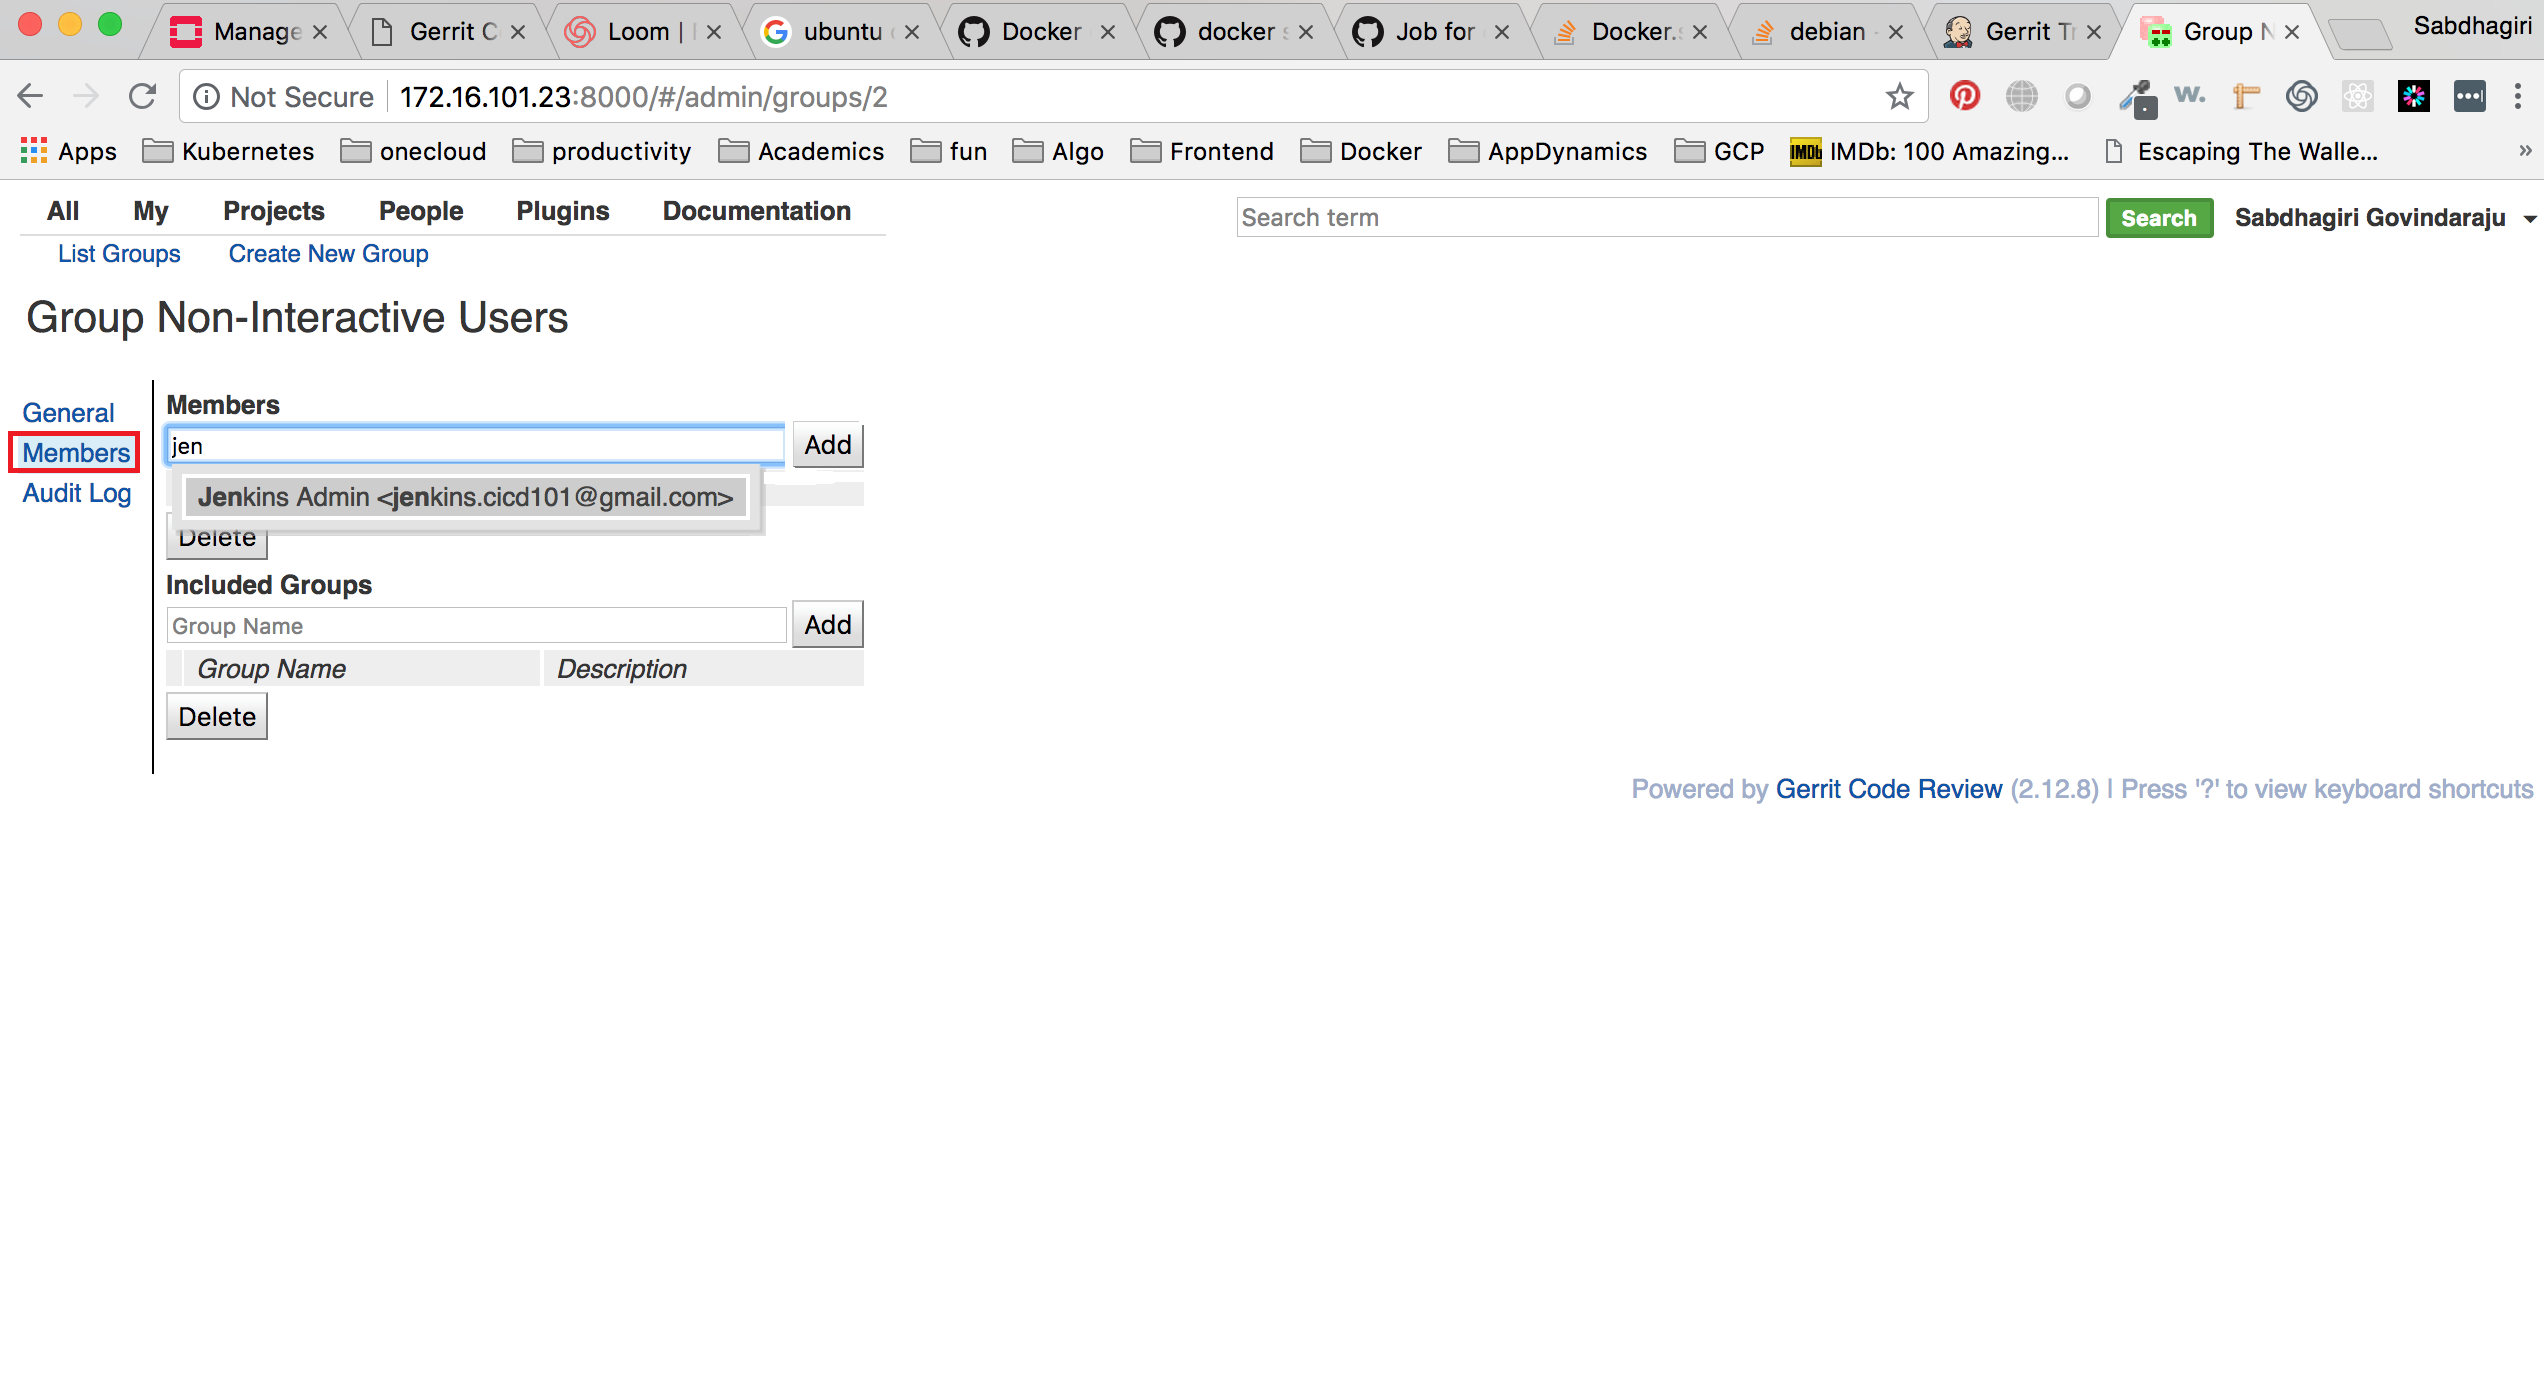 Manage
Gerrit C
Loom |
ubuntu
Docker
docker s
Job for
Docker.s
debian -
Gerrit Tr
Group N
Sabdhagiri
Not Secure
172.16.101.23:8000/#/admin/groups/2
w.
Apps
Kubernetes
onecloud
productivity
Academics
fun
Algo
Frontend
Docker
AppDynamics
GCP
IMDb
IMDb: 100 Amazing...
Escaping The Walle...
»
All My Projects People Plugins Documentation
Search term
Search
Sabdhagiri Govindaraju
List Groups Create New Group
Group Non-Interactive Users
General
Members
Audit Log
Members
jen
Add
Jenkins Admin <jenkins.cicd101@gmail.com>
Delete
Included Groups
Group Name
Add
Group Name Description
Delete
Powered by Gerrit Code Review (2.12.8) | Press '?' to view keyboard shortcuts